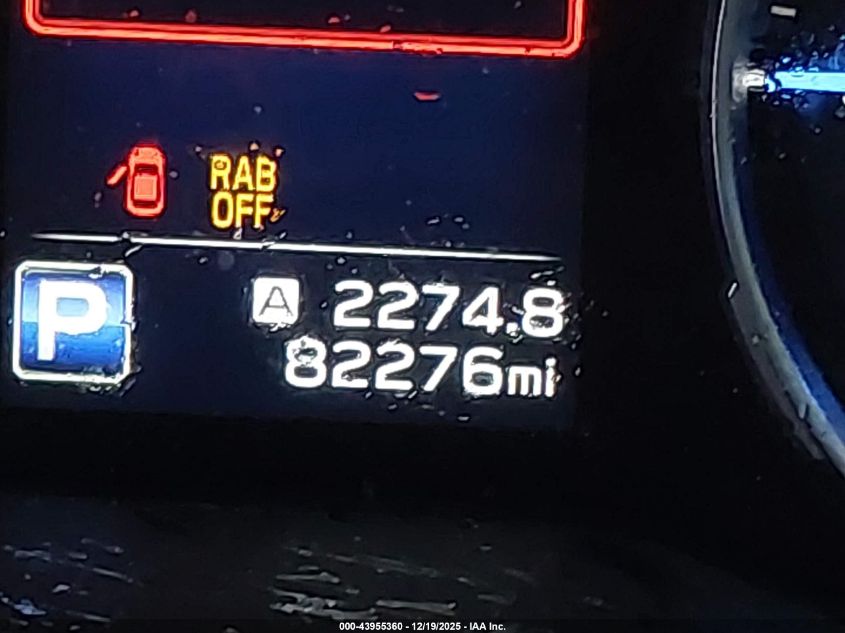 RAB
OFF
P A 2274.8
82276mi
000-43955360 - 12/19/2025 - IAA Inc.